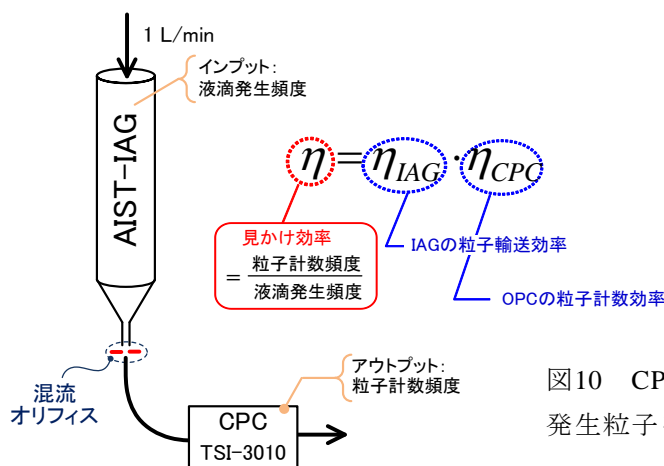 1 L/min
インプット:
液滴発生頻度
AIST-IAG
η=η_IAG・η_CPC
見かけ効率
= 粒子計数頻度
液滴発生頻度
IAGの粒子輸送効率
OPCの粒子計数効率
混流
オリフィス
アウトプット:
粒子計数頻度
CPC
TSI-3010
図10 CP
発生粒子